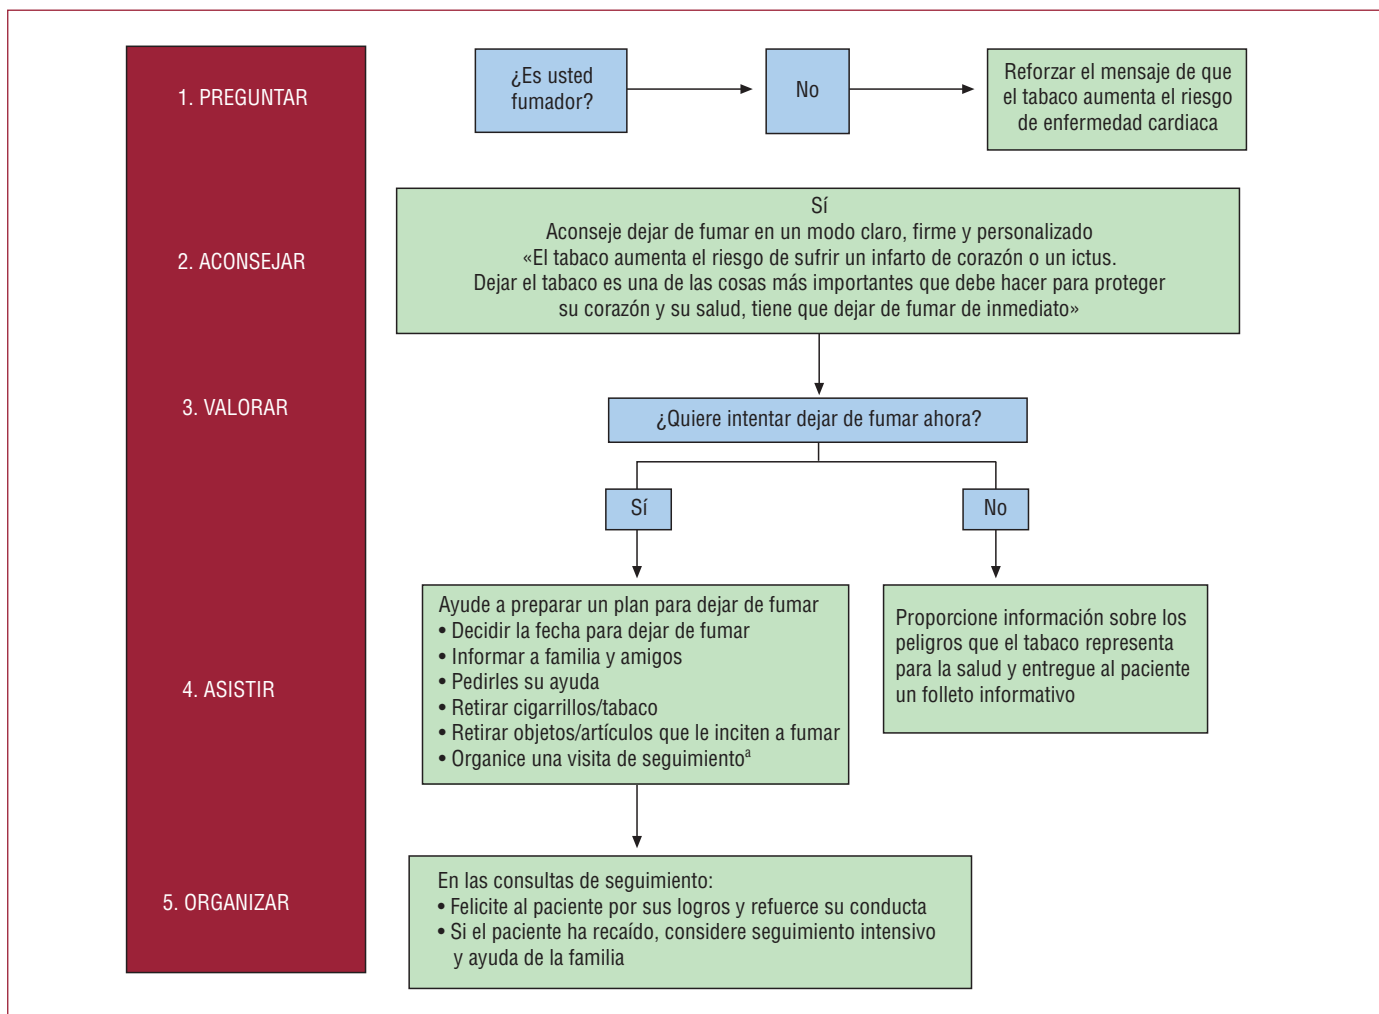 1. PREGUNTAR
¿Es usted
fumador?
No
Reforzar el mensaje de que
el tabaco aumenta el riesgo
de enfermedad cardiaca
2. ACONSEJAR
Sí
Aconseje dejar de fumar en un modo claro, firme y personalizado
«El tabaco aumenta el riesgo de sufrir un infarto de corazón o un ictus.
Dejar el tabaco es una de las cosas más importantes que debe hacer para proteger
su corazón y su salud, tiene que dejar de fumar de inmediato»
3. VALORAR
¿Quiere intentar dejar de fumar ahora?
Sí
No
4. ASISTIR
Ayude a preparar un plan para dejar de fumar
• Decidir la fecha para dejar de fumar
• Informar a familia y amigos
• Pedirles su ayuda
• Retirar cigarrillos/tabaco
• Retirar objetos/artículos que le inciten a fumar
• Organice una visita de seguimientoᵃ
Proporcione información sobre los
peligros que el tabaco representa
para la salud y entregue al paciente
un folleto informativo
5. ORGANIZAR
En las consultas de seguimiento:
• Felicite al paciente por sus logros y refuerce su conducta
• Si el paciente ha recaído, considere seguimiento intensivo
y ayuda de la familia